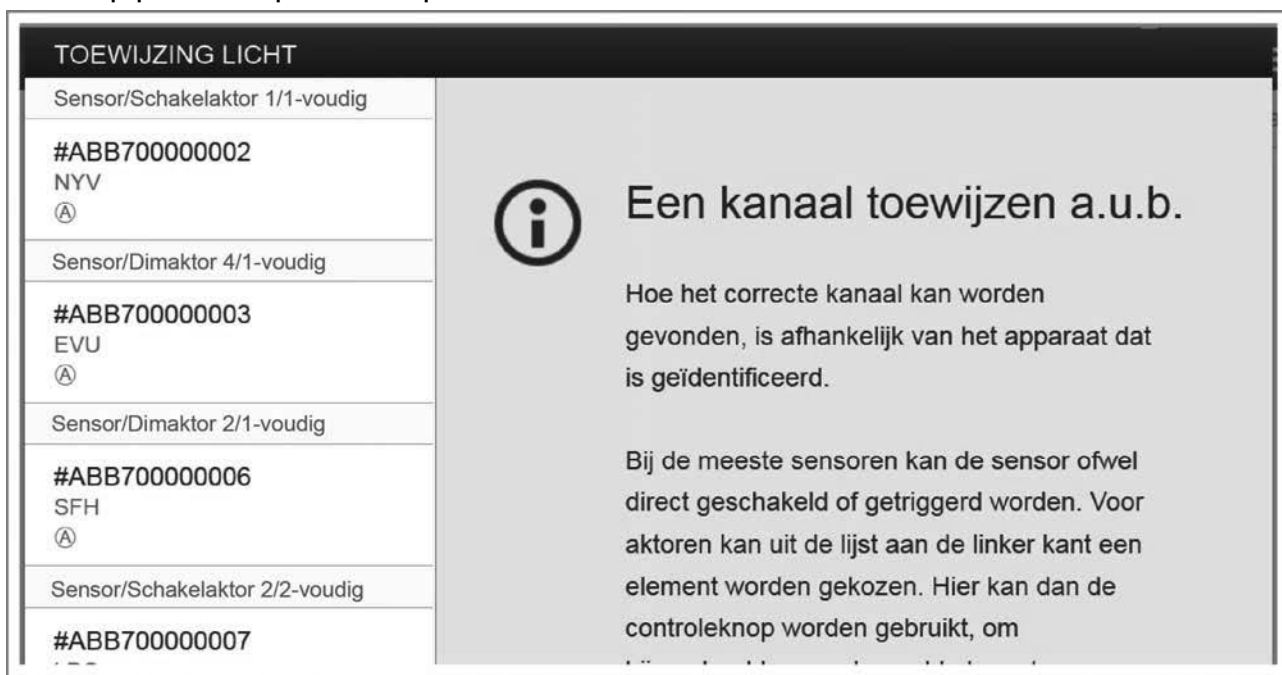 TOEWIJZING LICHT
Sensor/Schakelaktor 1/1-voudig
#ABB700000002
NYV
Ⓐ
Sensor/Dimaktor 4/1-voudig
#ABB700000003
EVU
Ⓐ
Sensor/Dimaktor 2/1-voudig
#ABB700000006
SFH
Ⓐ
Sensor/Schakelaktor 2/2-voudig
#ABB700000007
Een kanaal toewijzen a.u.b.
Hoe het correcte kanaal kan worden
gevonden, is afhankelijk van het apparaat dat
is geïdentificeerd.
Bij de meeste sensoren kan de sensor ofwel
direct geschakeld of getriggerd worden. Voor
aktoren kan uit de lijst aan de linker kant een
element worden gekozen. Hier kan dan de
controleknop worden gebruikt, om